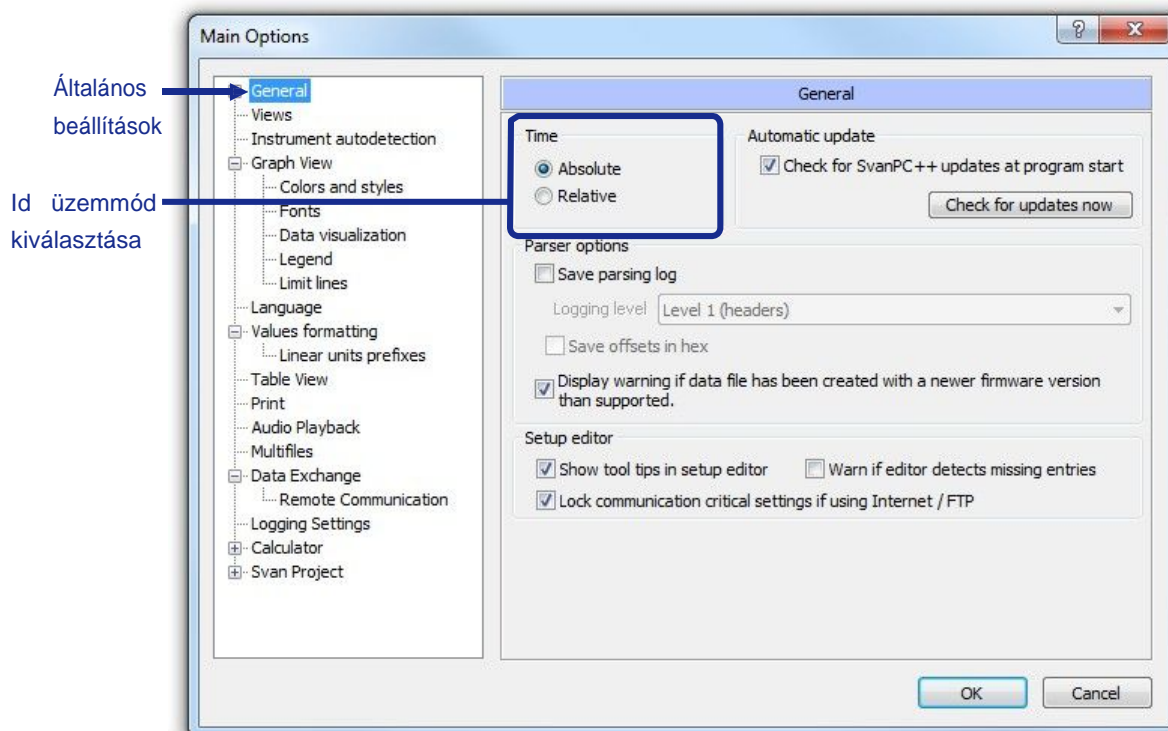 Main Options
Általános
beállítások
Id üzemmód
kiválasztása
General
Views
Instrument autodetection
Graph View
Colors and styles
Fonts
Data visualization
Legend
Limit lines
Language
Values formatting
Linear units prefixes
Table View
Print
Audio Playback
Multifiles
Data Exchange
Remote Communication
Logging Settings
Calculator
Svan Project
General
Time
Absolute
Relative
Automatic update
Check for SvanPC++ updates at program start
Check for updates now
Parser options
Save parsing log
Logging level Level 1 (headers)
Save offsets in hex
Display warning if data file has been created with a newer firmware version
than supported.
Setup editor
Show tool tips in setup editor Warn if editor detects missing entries
Lock communication critical settings if using Internet / FTP
OK Cancel